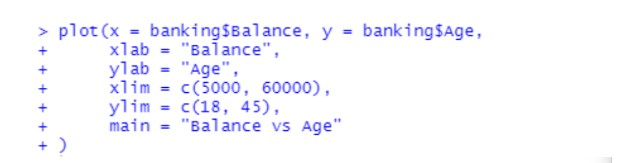 > plot(x = banking$Balance, y = banking$Age,
+      xlab = "Balance",
+      ylab = "Age",
+      xlim = c(5000, 60000),
+      ylim = c(18, 45),
+      main = "Balance vs Age"
+ )